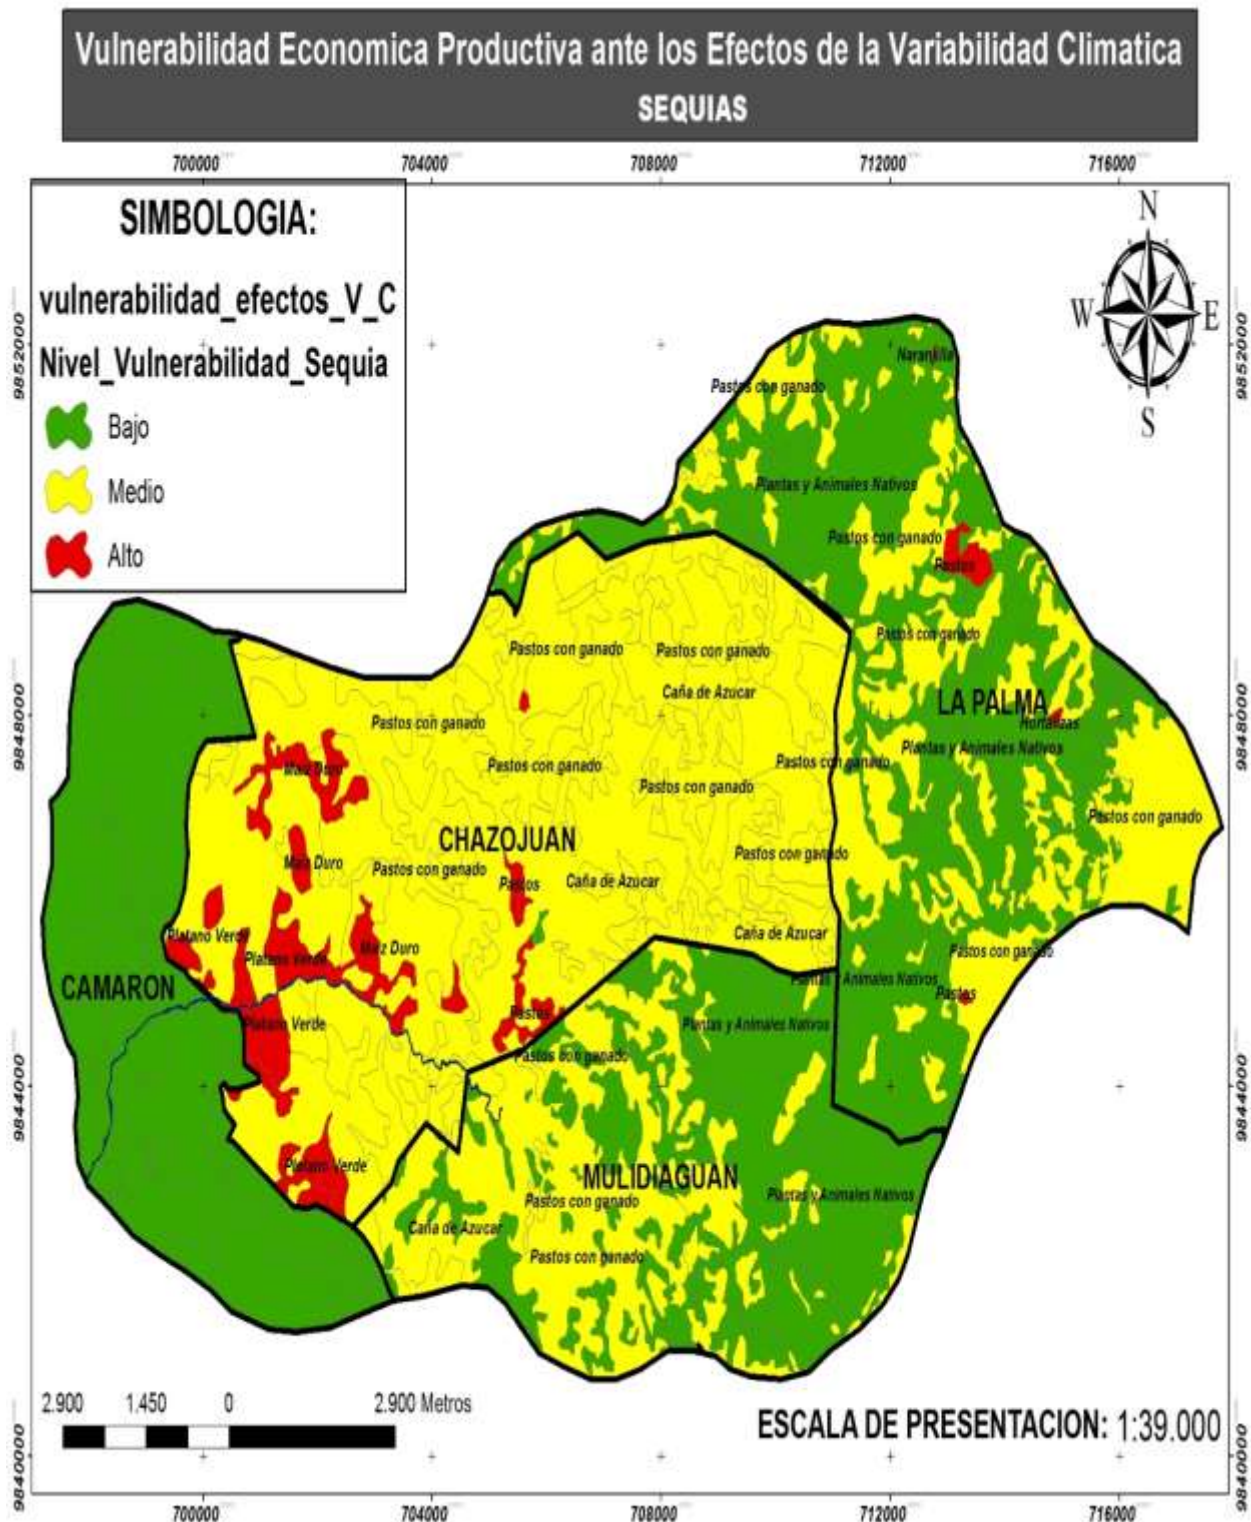 Vulnerabilidad Economica Productiva ante los Efectos de la Variabilidad Climatica
SEQUIAS
700000 704000 708000 712000 716000
SIMBOLOGIA:
vulnerabilidad_efectos_V_C
Nivel_Vulnerabilidad_Sequia
Bajo
Medio
Alto
N
W E
S
9852000 9852000
Naranjilla
Pastos con ganado
Plantas y Animales Nativos
Pastos con ganado
Pastos
Pastos con ganado
Pastos con ganado Pastos con ganado
Caña de Azucar
LA PALMA
9848000 9848000
Pastos con ganado
Hortalizas
Plantas y Animales Nativos
Maiz Duro
Pastos con ganado
Pastos con ganado
Pastos con ganado
Pastos con ganado
CHAZOJUAN
Maiz Duro
Pastos con ganado
Pastos con ganado
Pastos
Caña de Azucar
Platano Verde
Caña de Azucar
Maiz Duro
Platano Verde
Pastos con ganado
CAMARON
Plantas y Animales Nativos
Pastos
Platano Verde
Pastos
Plantas y Animales Nativos
Pastos con ganado
9844000 9844000
Platano Verde
MULIDIAGUAN
Pastos con ganado
Plantas y Animales Nativos
Caña de Azucar
Pastos con ganado
2.900 1.450 0 2.900 Metros
ESCALA DE PRESENTACION: 1:39.000
9840000 9840000
700000 704000 708000 712000 716000